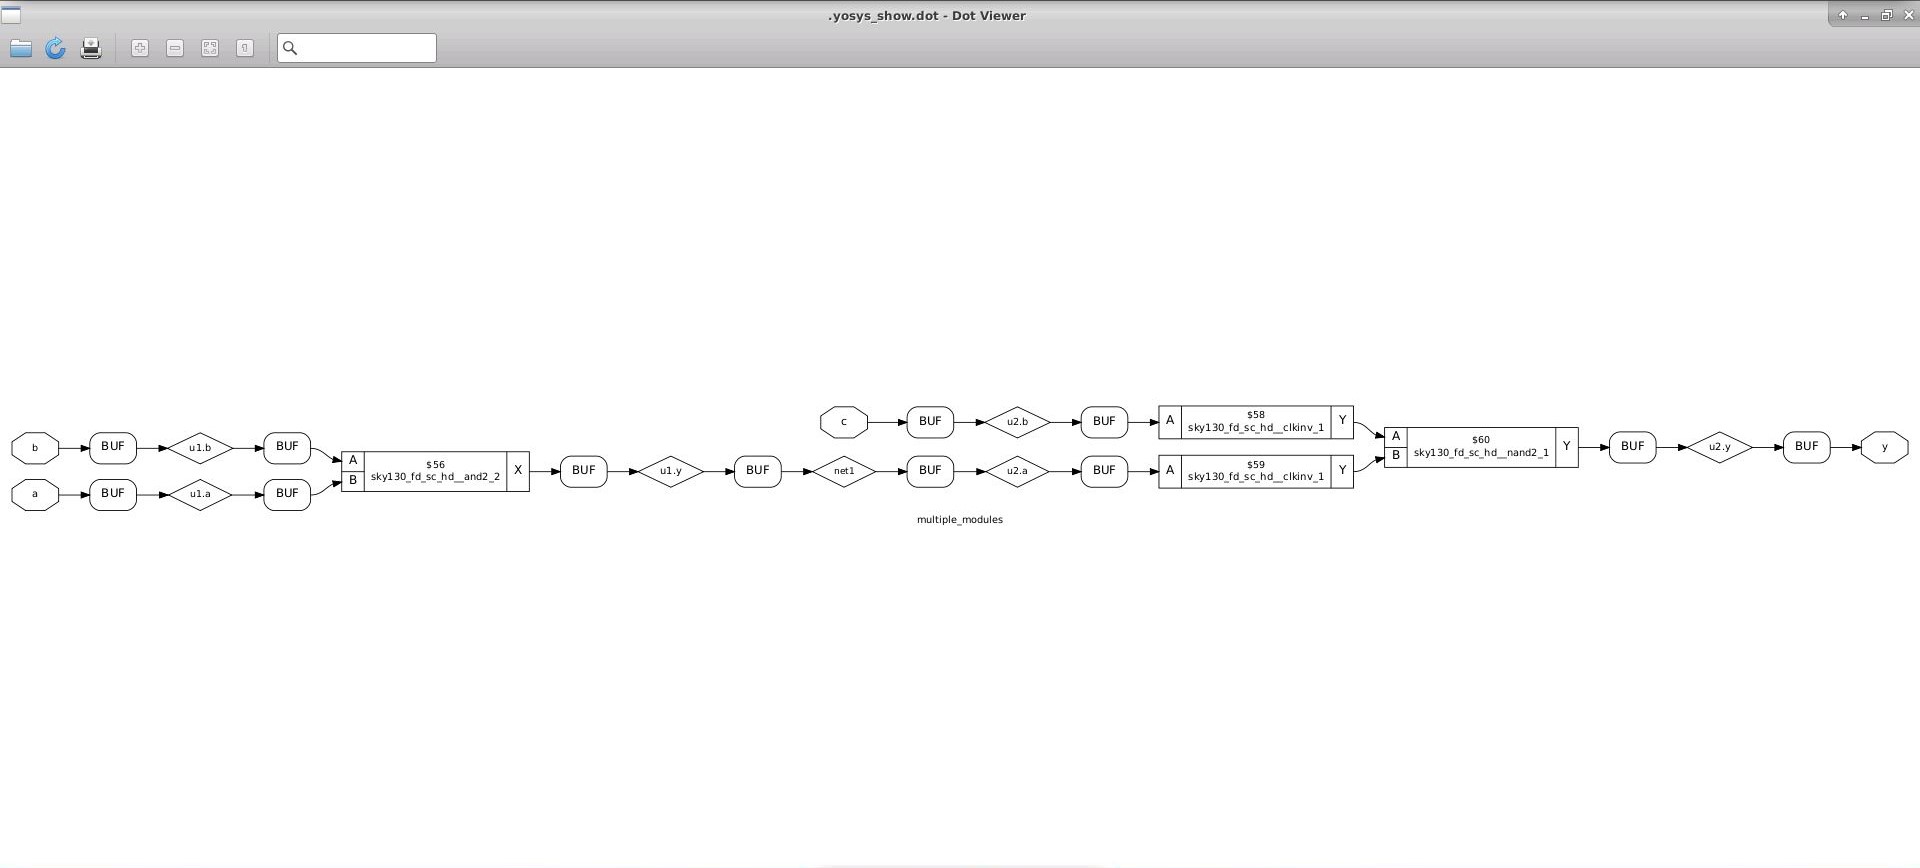 .yosys_show.dot - Dot Viewer
c BUF u2.b BUF A $58 Y
sky130_fd_sc_hd__clkinv_1
b BUF u1.b BUF A $60 Y BUF u2.y BUF y
B sky130_fd_sc_hd__nand2_1
A $56 X BUF u1.y BUF net1 BUF u2.a BUF A $59 Y
B sky130_fd_sc_hd__and2_2 sky130_fd_sc_hd__clkinv_1
a BUF u1.a BUF
multiple_modules